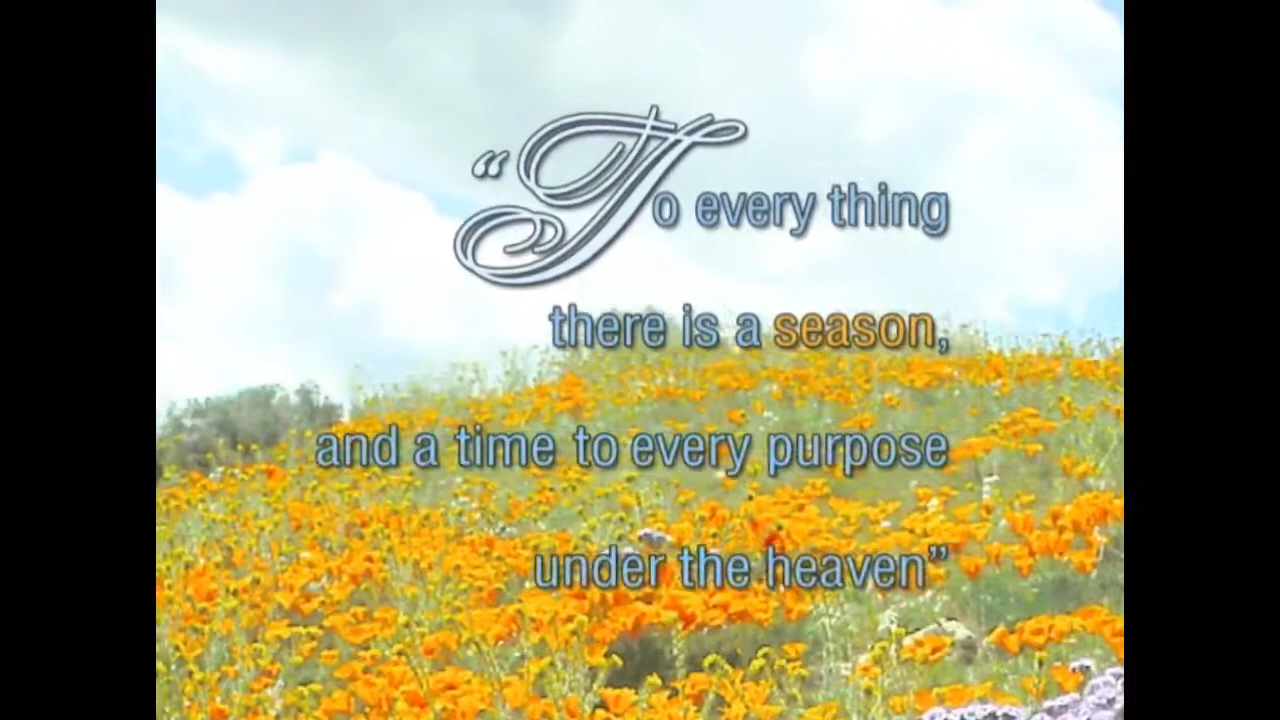 “To every thing
there is a season,
and a time to every purpose
under the heaven”